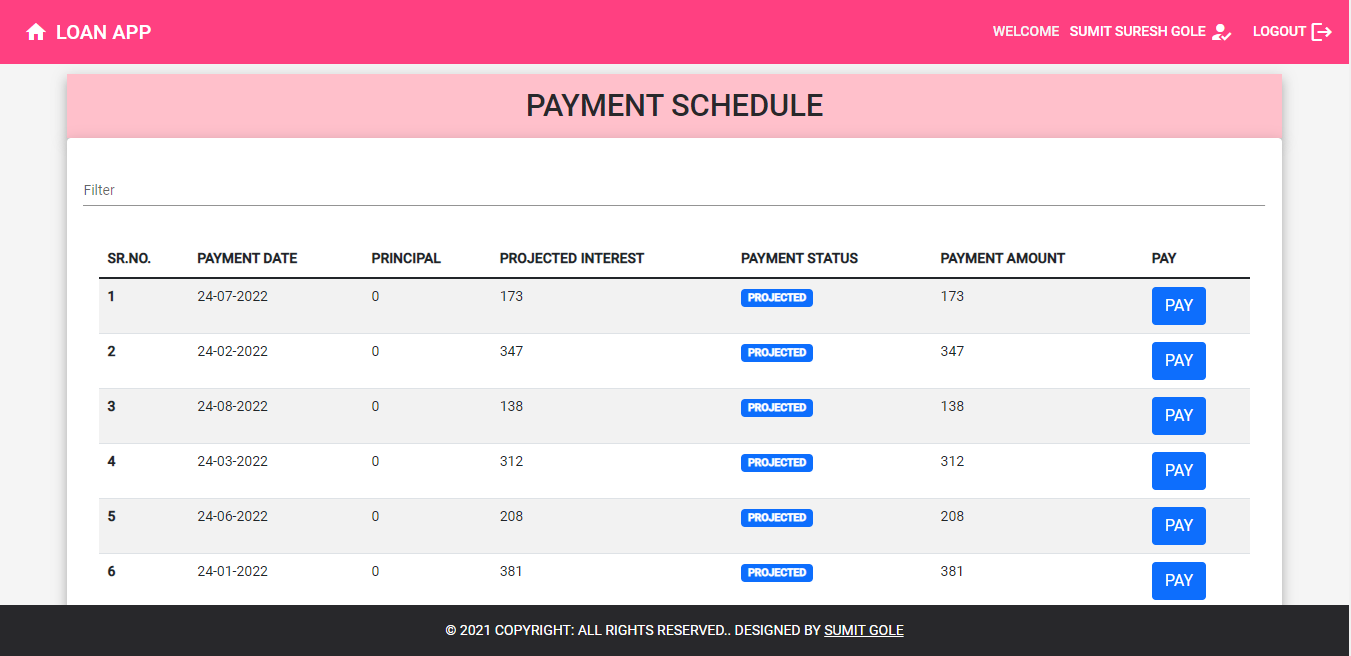 LOAN APP WELCOME SUMIT SURESH GOLE LOGOUT
PAYMENT SCHEDULE
Filter
SR.NO. PAYMENT DATE PRINCIPAL PROJECTED INTEREST PAYMENT STATUS PAYMENT AMOUNT PAY
1 24-07-2022 0 173 PROJECTED 173 PAY
2 24-02-2022 0 347 PROJECTED 347 PAY
3 24-08-2022 0 138 PROJECTED 138 PAY
4 24-03-2022 0 312 PROJECTED 312 PAY
5 24-06-2022 0 208 PROJECTED 208 PAY
6 24-01-2022 0 381 PROJECTED 381 PAY
© 2021 COPYRIGHT: ALL RIGHTS RESERVED.. DESIGNED BY SUMIT GOLE